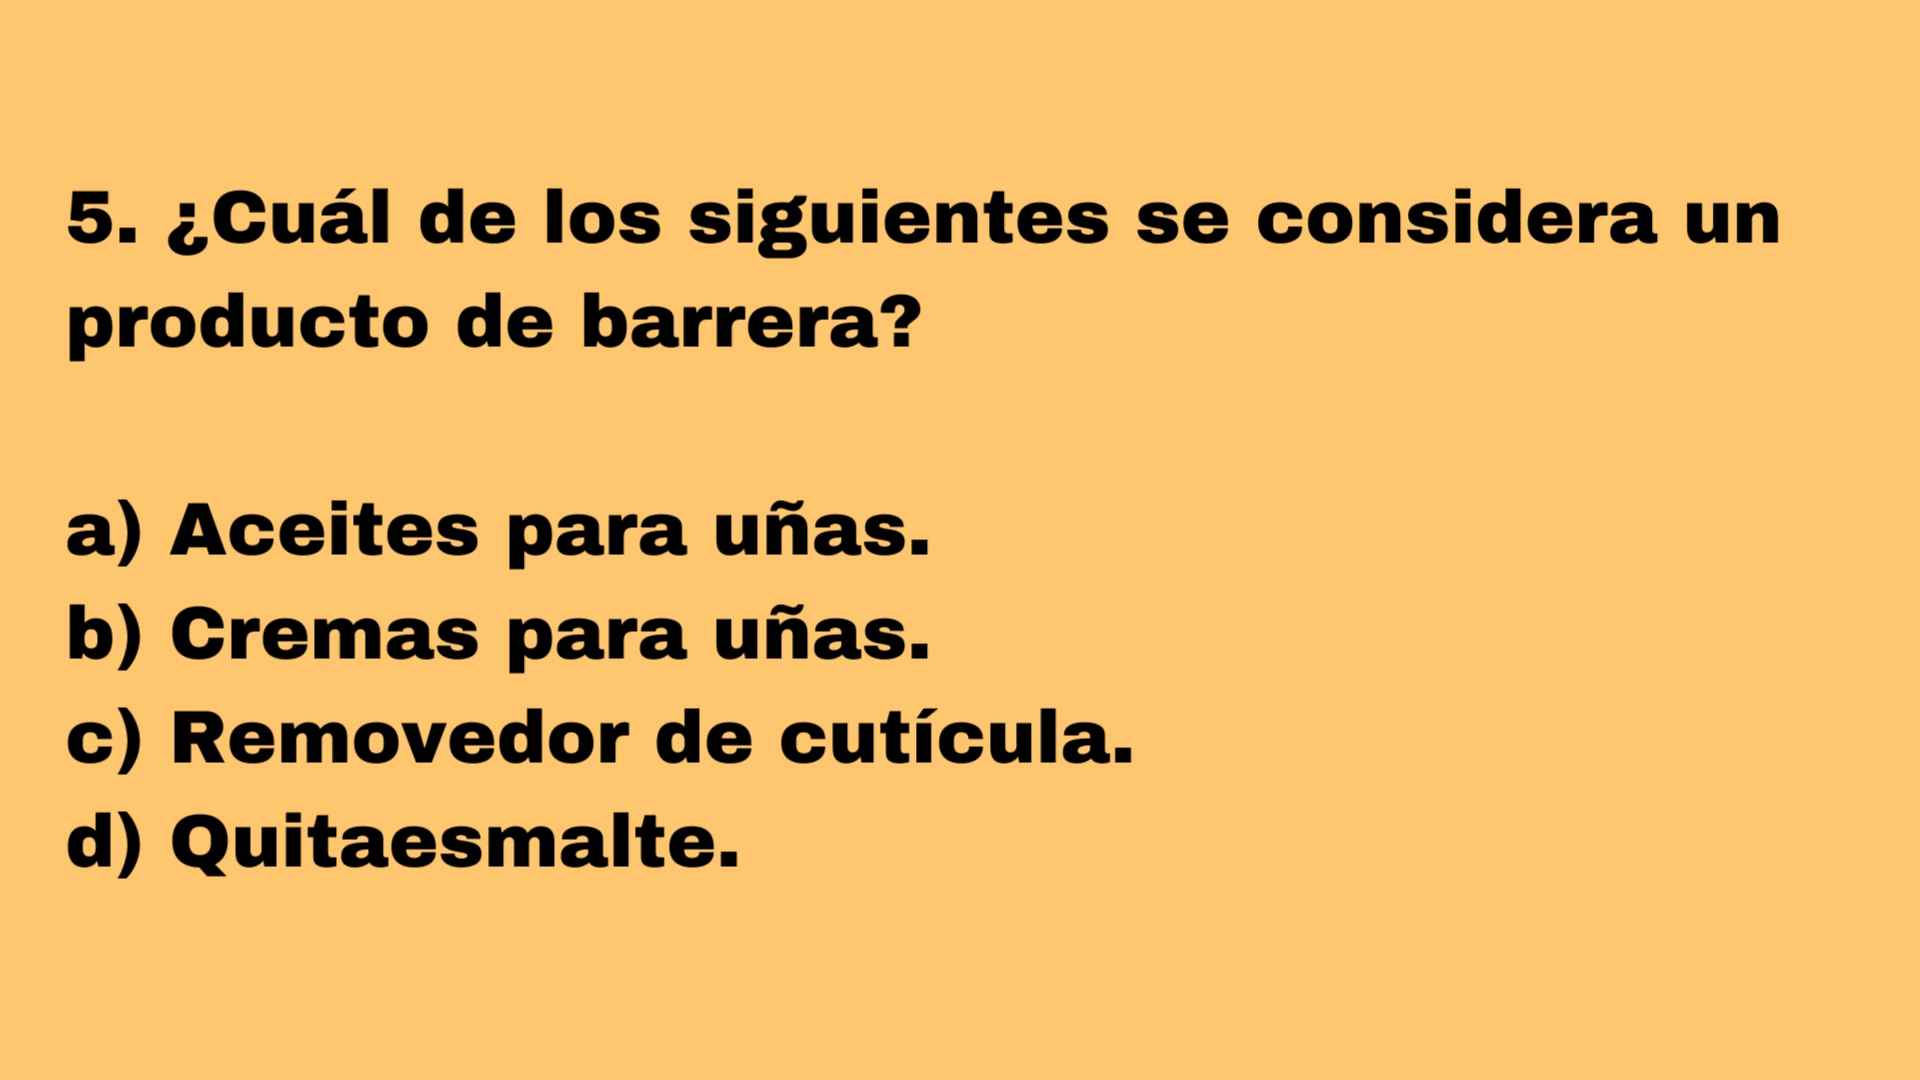 5. ¿Cuál de los siguientes se considera un
producto de barrera?
a) Aceites para uñas.
b) Cremas para uñas.
c) Removedor de cutícula.
d) Quitaesmalte.